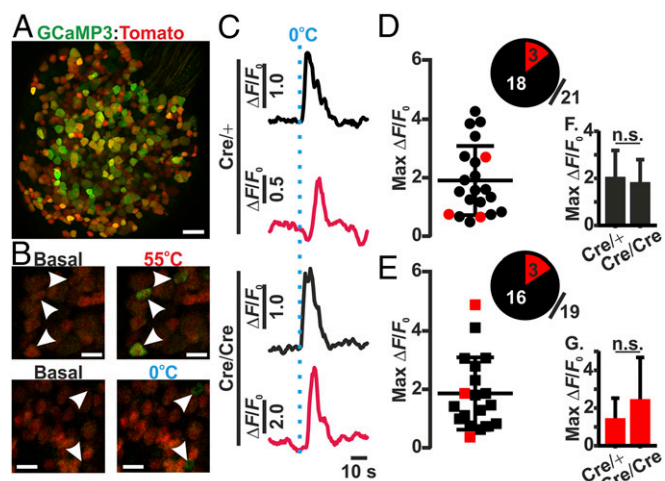 A GCaMP3:Tomato
B Basal 55°C
Basal 0°C
C 0°C
Cre/+
ΔF/F₀ 1.0
ΔF/F₀ 0.5
Cre/Cre
ΔF/F₀ 1.0
ΔF/F₀ 2.0
10 s
D
Max ΔF/F₀
6
4
2
0
3
18
21
E
Max ΔF/F₀
6
4
2
0
3
16
19
F.
n.s.
Max ΔF/F₀
4
2
0
Cre/+
Cre/Cre
G.
n.s.
Max ΔF/F₀
4
2
0
Cre/+
Cre/Cre